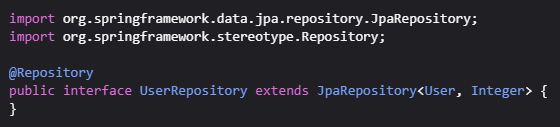 import org.springframework.data.jpa.repository.JpaRepository;
import org.springframework.stereotype.Repository;
@Repository
public interface UserRepository extends JpaRepository<User, Integer> {
}